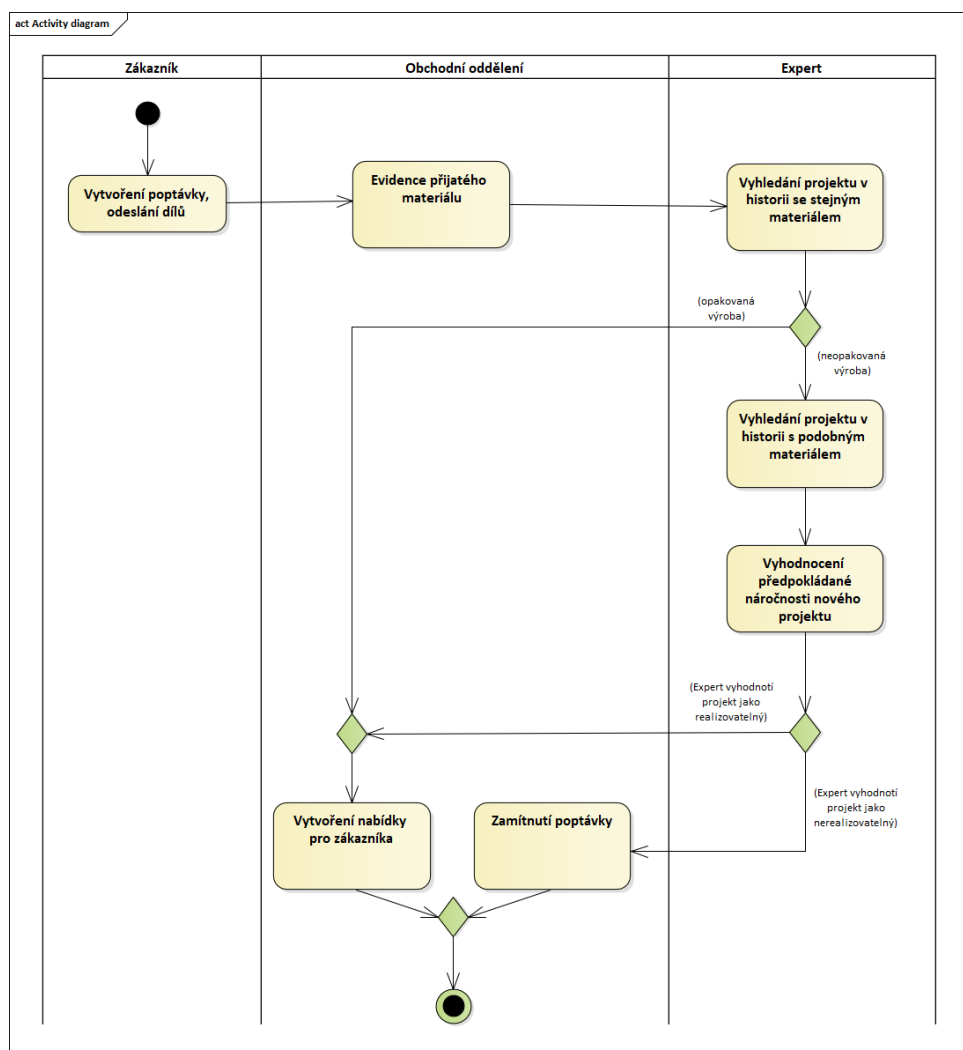 act Activity diagram
Zákazník
Obchodní oddělení
Expert
Vytvoření poptávky,
odeslání dílů
Evidence přijatého
materiálu
Vyhledání projektu v
historii se stejným
materiálem
(opakovaná
výroba)
(neopakovaná
výroba)
Vyhledání projektu v
historii s podobným
materiálem
Vyhodnocení
předpokládané
náročnosti nového
projektu
(Expert vyhodnotí
projekt jako
realizovatelný)
(Expert vyhodnotí
projekt jako
nerealizovatelný)
Vytvoření nabídky
pro zákazníka
Zamítnutí poptávky